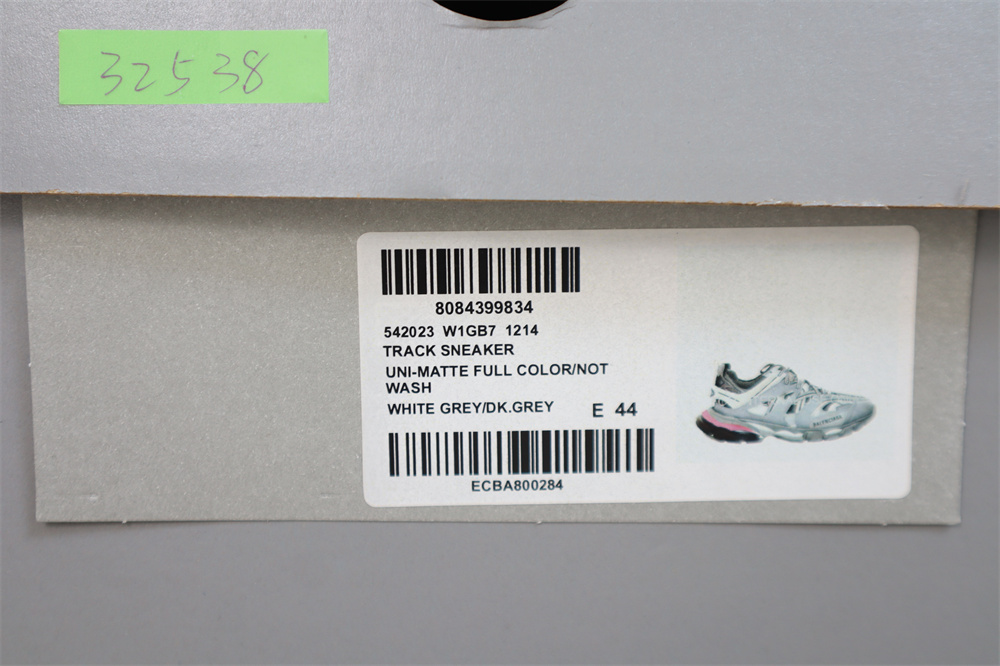 32538
8084399834
542023 W1GB7 1214
TRACK SNEAKER
UNI-MATTE FULL COLOR/NOT
WASH
WHITE GREY/DK.GREY E 44
ECBA800284
BALENCIAGA